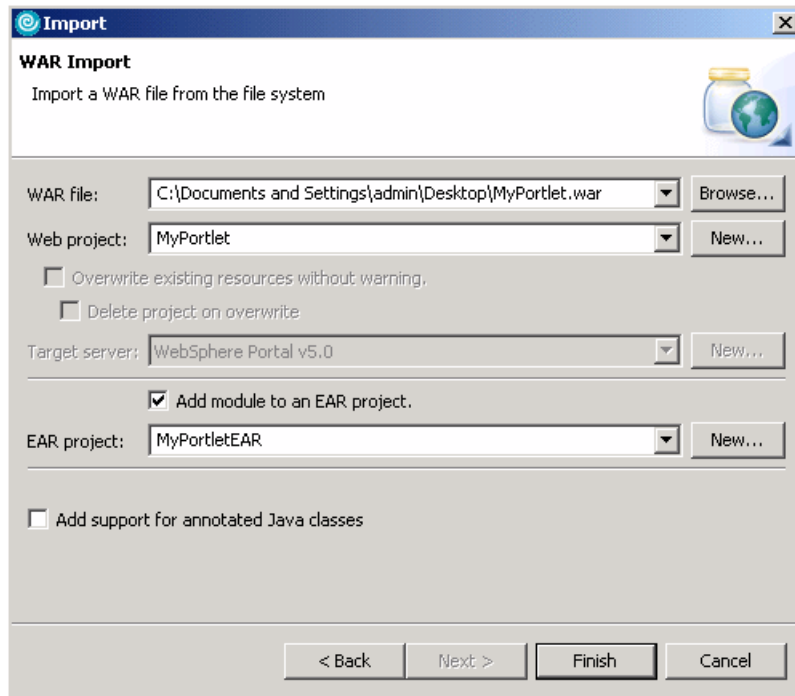 Import
WAR Import
Import a WAR file from the file system
WAR file: C:\Documents and Settings\admin\Desktop\MyPortlet.war Browse...
Web project: MyPortlet New...
Overwrite existing resources without warning.
Delete project on overwrite
Target server: WebSphere Portal v5.0 New...
Add module to an EAR project.
EAR project: MyPortletEAR New...
Add support for annotated Java classes
< Back Next > Finish Cancel